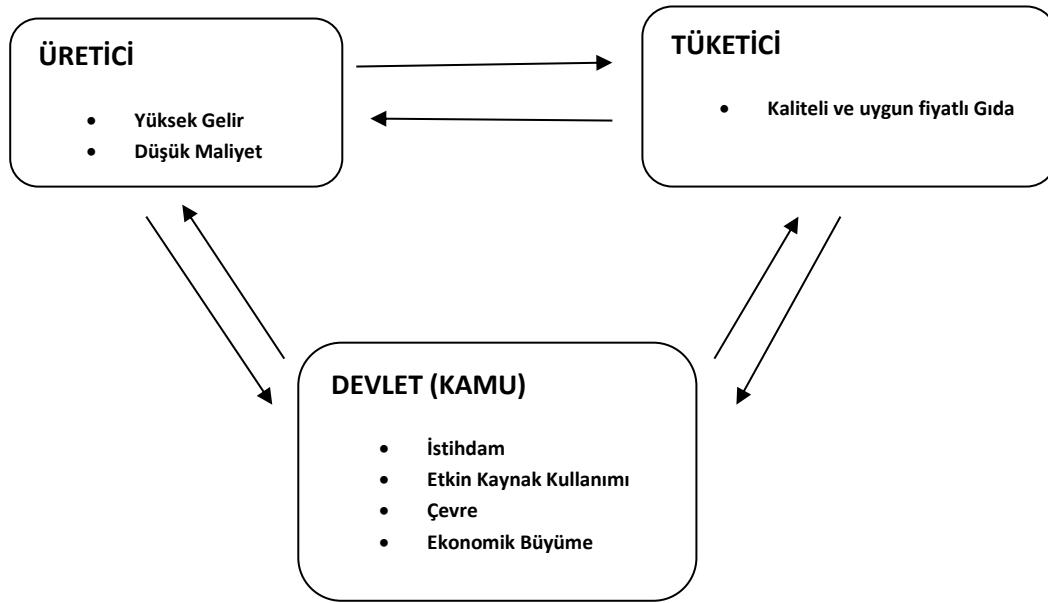 ÜRETİCİ
• Yüksek Gelir
• Düşük Maliyet
TÜKETİCİ
• Kaliteli ve uygun fiyatlı Gıda
DEVLET (KAMU)
• İstihdam
• Etkin Kaynak Kullanımı
• Çevre
• Ekonomik Büyüme